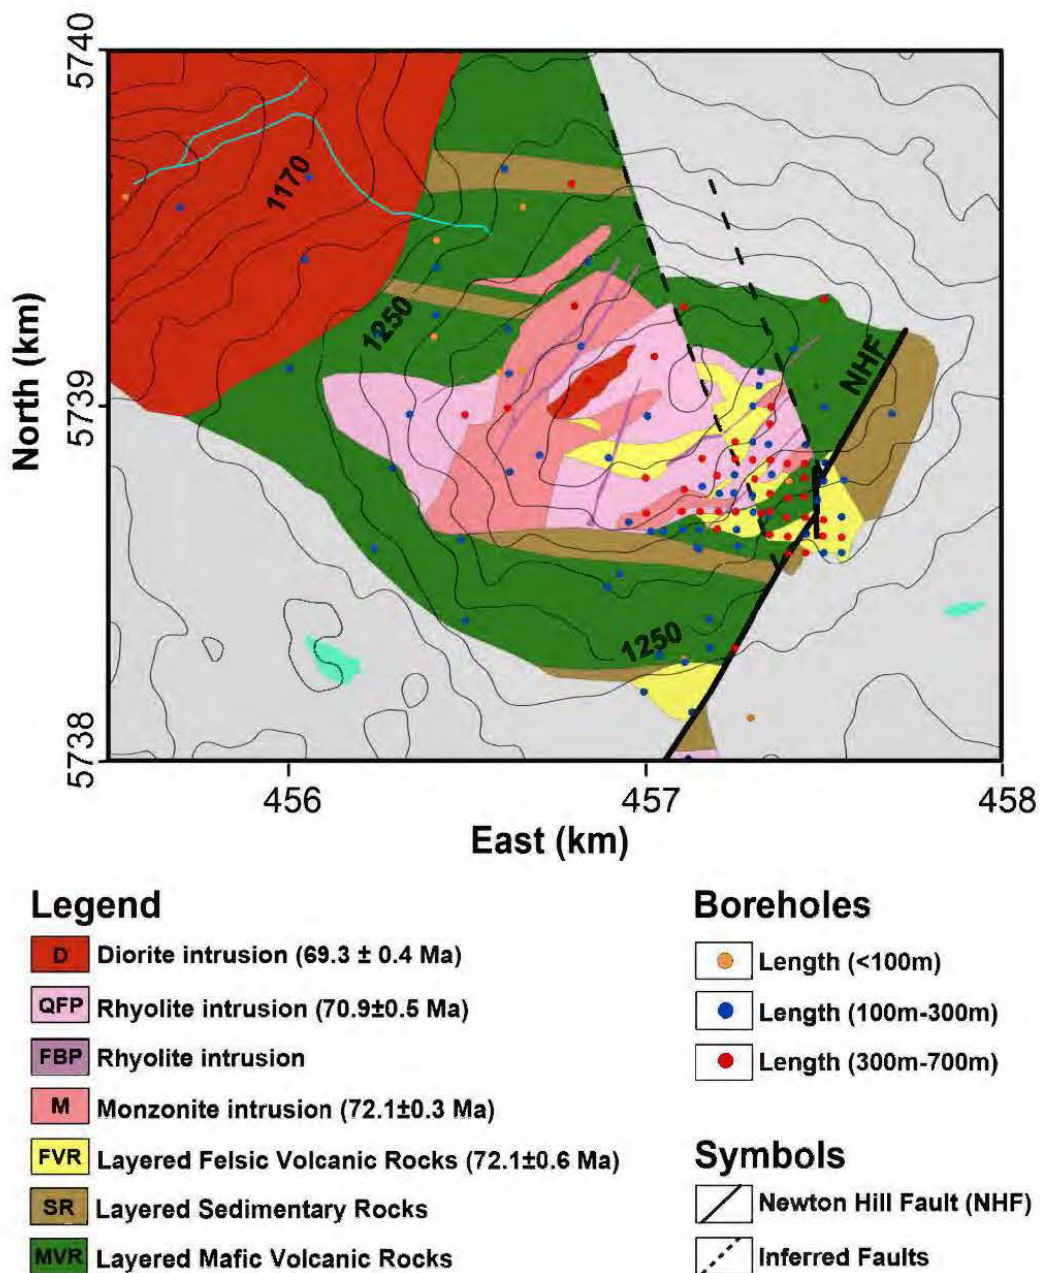 5740
1170
1250
NHF
North (km)
5739
1250
5738
456
457
458
East (km)
Legend
D Diorite intrusion (69.3 ± 0.4 Ma)
QFP Rhyolite intrusion (70.9±0.5 Ma)
FBP Rhyolite intrusion
M Monzonite intrusion (72.1±0.3 Ma)
FVR Layered Felsic Volcanic Rocks (72.1±0.6 Ma)
SR Layered Sedimentary Rocks
MVR Layered Mafic Volcanic Rocks
Boreholes
Length (<100m)
Length (100m-300m)
Length (300m-700m)
Symbols
Newton Hill Fault (NHF)
Inferred Faults